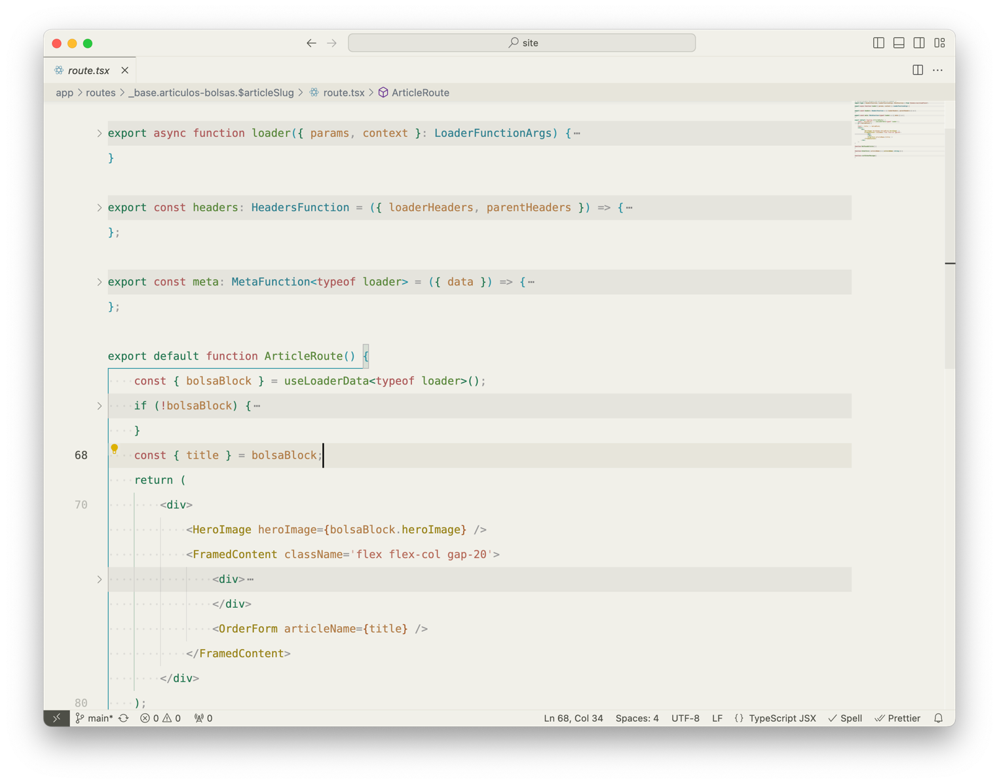 site
route.tsx
app > routes > _base.articulos-bolsas.$articleSlug > route.tsx > ArticleRoute
export async function loader({ params, context }: LoaderFunctionArgs) {⋯
}
export const headers: HeadersFunction = ({ loaderHeaders, parentHeaders }) => {⋯
};
export const meta: MetaFunction<typeof loader> = ({ data }) => {⋯
};
export default function ArticleRoute() {
const { bolsaBlock } = useLoaderData<typeof loader>();
if (!bolsaBlock) {⋯
}
68 const { title } = bolsaBlock;
return (
70 <div>
<HeroImage heroImage={bolsaBlock.heroImage} />
<FramedContent className='flex flex-col gap-20'>
<div>⋯
</div>
<OrderForm articleName={title} />
</FramedContent>
</div>
80 );
main* 0 0 0 Ln 68, Col 34 Spaces: 4 UTF-8 LF {} TypeScript JSX Spell Prettier